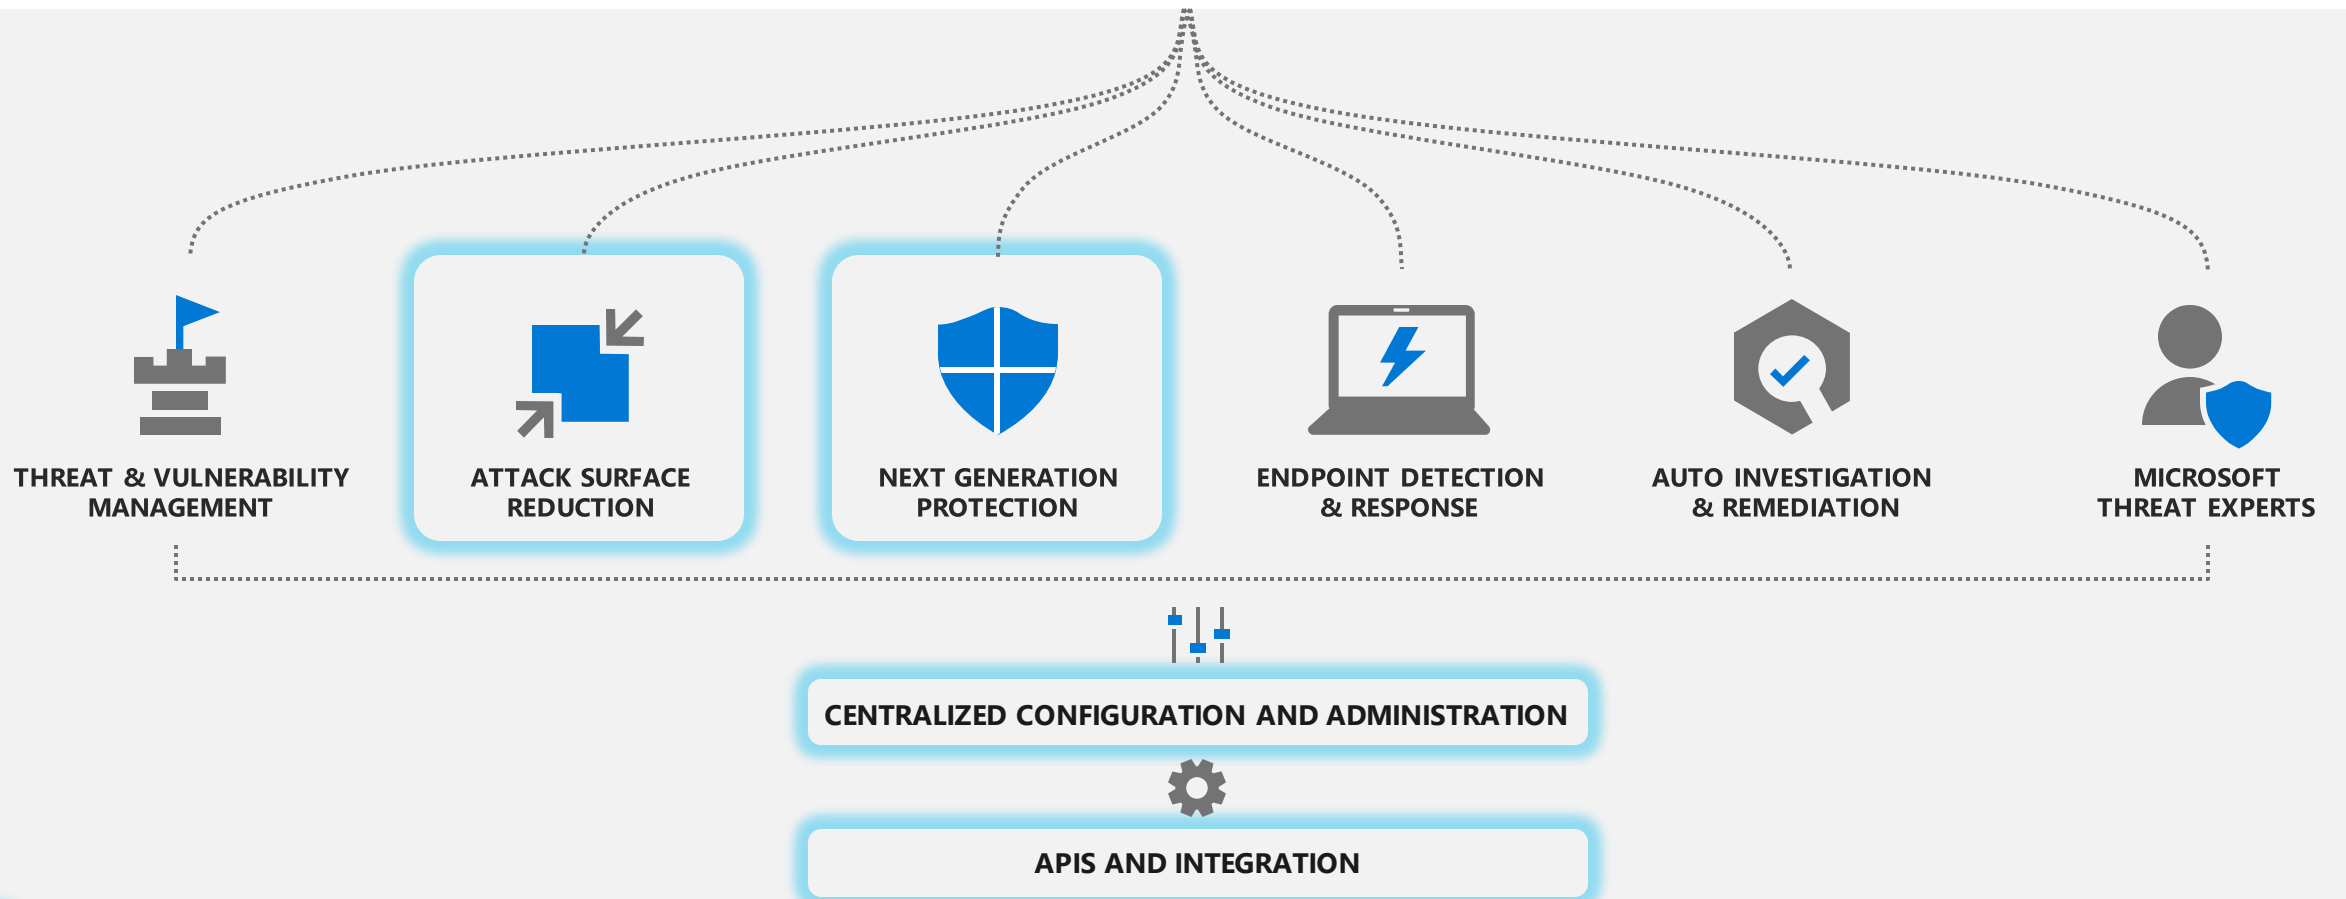 THREAT & VULNERABILITY
MANAGEMENT
ATTACK SURFACE
REDUCTION
NEXT GENERATION
PROTECTION
ENDPOINT DETECTION
& RESPONSE
AUTO INVESTIGATION
& REMEDIATION
MICROSOFT
THREAT EXPERTS
CENTRALIZED CONFIGURATION AND ADMINISTRATION
APIS AND INTEGRATION